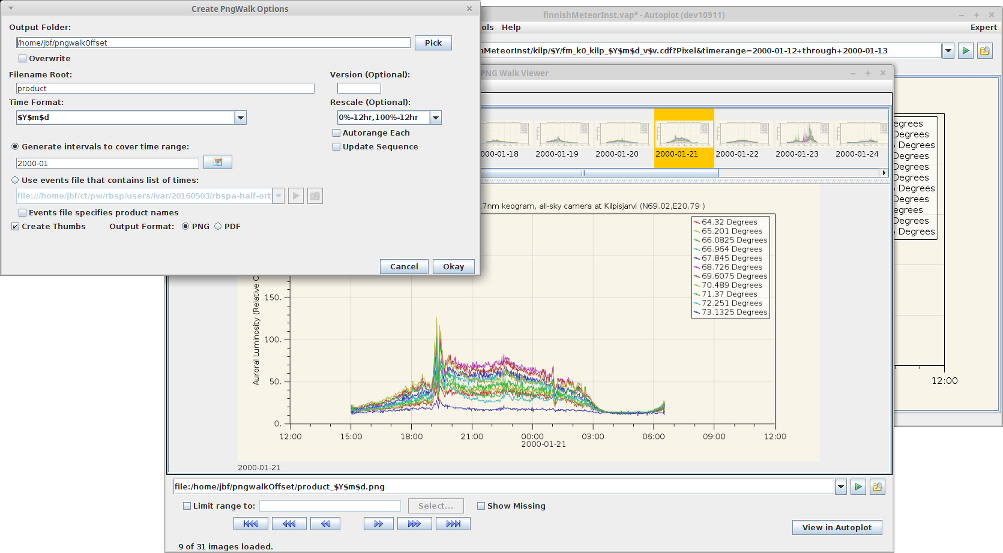 Create PngWalk Options
Output Folder:
/home/jbf/pngwalkOffset
Pick
Overwrite
Filename Root:
Version (Optional):
product
Time Format:
Rescale (Optional):
$Y$m$d
0%-12hr,100%-12hr
Autorange Each
Generate intervals to cover time range:
Update Sequence
2000-01
Use events file that contains list of times:
file:///home/jbf/ct/pw/rbsp/users/ivar/20160503/rbspa-half-orb
Events file specifies product names
Create Thumbs
Output Format:
PNG
PDF
Cancel
Okay
finnishMeteorInst.vap* - Autoplot (dev10911)
ols Help
Expert
MeteorInst/kilp/$Y/fm_k0_kilp_$Y$m$d_v$v.cdf?Pixel&timerange=2000-01-12+through+2000-01-13
PNG Walk Viewer
2000-01-19
2000-01-20
2000-01-21
2000-01-22
2000-01-23
2000-01-24
.7nm keogram, all-sky camera at Kilpisjarvi (N69.02,E20.79 )
64.32 Degrees
65.201 Degrees
66.0825 Degrees
66.964 Degrees
67.845 Degrees
68.726 Degrees
69.6075 Degrees
70.489 Degrees
71.37 Degrees
72.251 Degrees
73.1325 Degrees
Auroral Luminosity (Relative
150.
100.
50.
0.
12:00
15:00
18:00
21:00
00:00
03:00
06:00
09:00
12:00
2000-01-21
2000-01-21
egrees
Degrees
Degrees
Degrees
Degrees
Degrees
Degrees
Degrees
egrees
Degrees
Degrees
12:00
file:/home/jbf/pngwalkOffset/product_$Y$m$d.png
Limit range to:
Select...
Show Missing
View in Autoplot
9 of 31 images loaded.